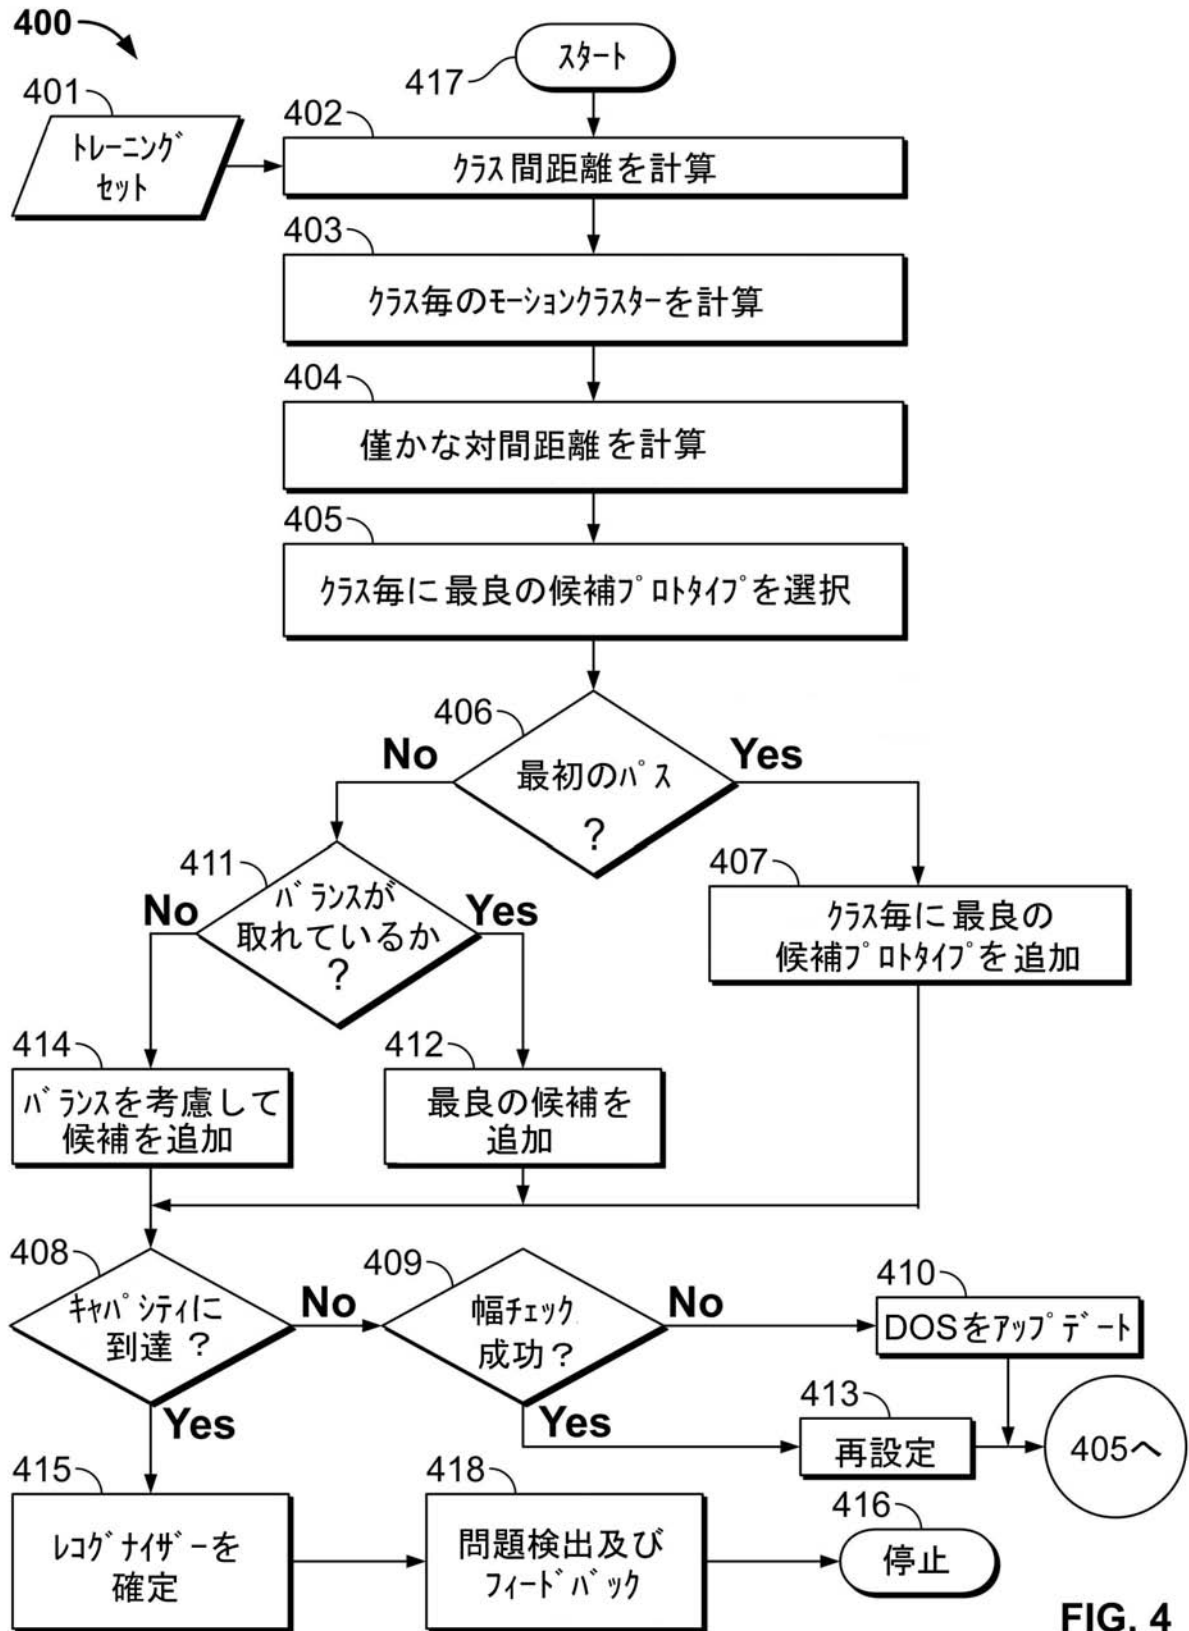 400
417
スタート
401
トレーニング
セット
402
クラス間距離を計算
403
クラス毎のモーションクラスターを計算
404
僅かな対間距離を計算
405
クラス毎に最良の候補プロトタイプを選択
406
No
Yes
最初のパス
?
411
No
Yes
バランスが
取れているか
?
407
クラス毎に最良の
候補プロトタイプを追加
414
バランスを考慮して
候補を追加
412
最良の候補を
追加
408
キャパシティに
到達?
No
Yes
409
幅チェック
成功?
No
Yes
410
DOSをアップデート
413
再設定
405へ
415
レコグナイザーを
確定
418
問題検出及び
フィードバック
416
停止
FIG. 4